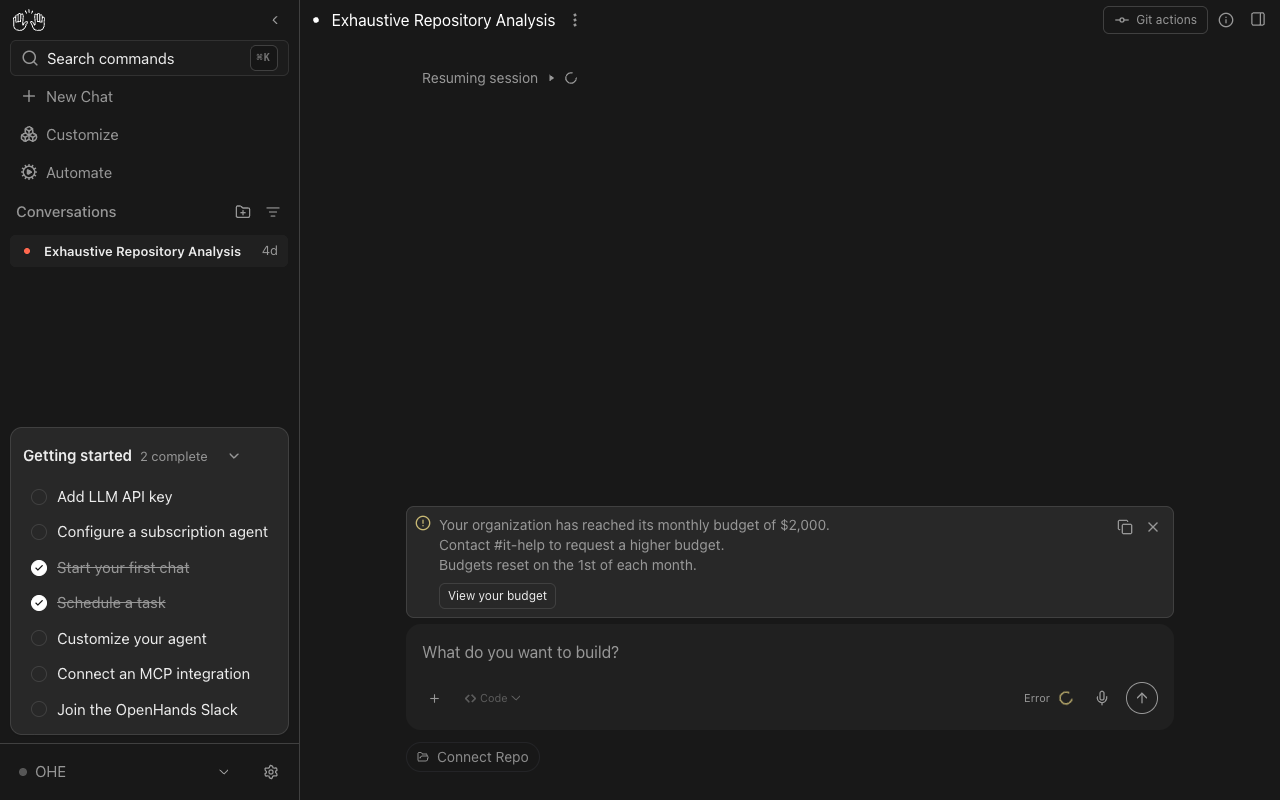 Search commands
⌘K
New Chat
Customize
Automate
Conversations
Exhaustive Repository Analysis
4d
Getting started
2 complete
Add LLM API key
Configure a subscription agent
Start your first chat
Schedule a task
Customize your agent
Connect an MCP integration
Join the OpenHands Slack
OHE
Exhaustive Repository Analysis
Git actions
Resuming session
Your organization has reached its monthly budget of $2,000.
Contact #it-help to request a higher budget.
Budgets reset on the 1st of each month.
View your budget
What do you want to build?
Code
Error
Connect Repo